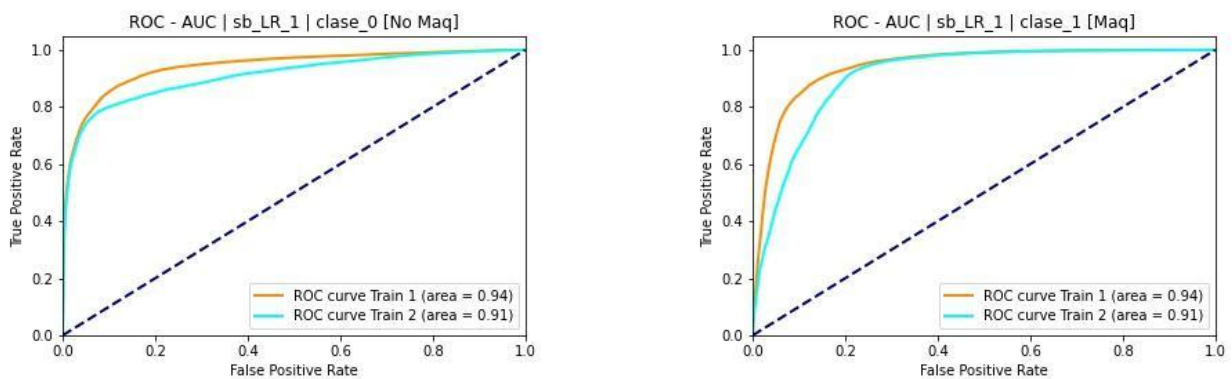 ROC - AUC | sb_LR_1 | clase_0 [No Maq]
1.0
0.8
0.6
0.4
0.2
0.0
True Positive Rate
ROC curve Train 1 (area = 0.94)
ROC curve Train 2 (area = 0.91)
0.0 0.2 0.4 0.6 0.8 1.0
False Positive Rate
ROC - AUC | sb_LR_1 | clase_1 [Maq]
1.0
0.8
0.6
0.4
0.2
0.0
True Positive Rate
ROC curve Train 1 (area = 0.94)
ROC curve Train 2 (area = 0.91)
0.0 0.2 0.4 0.6 0.8 1.0
False Positive Rate